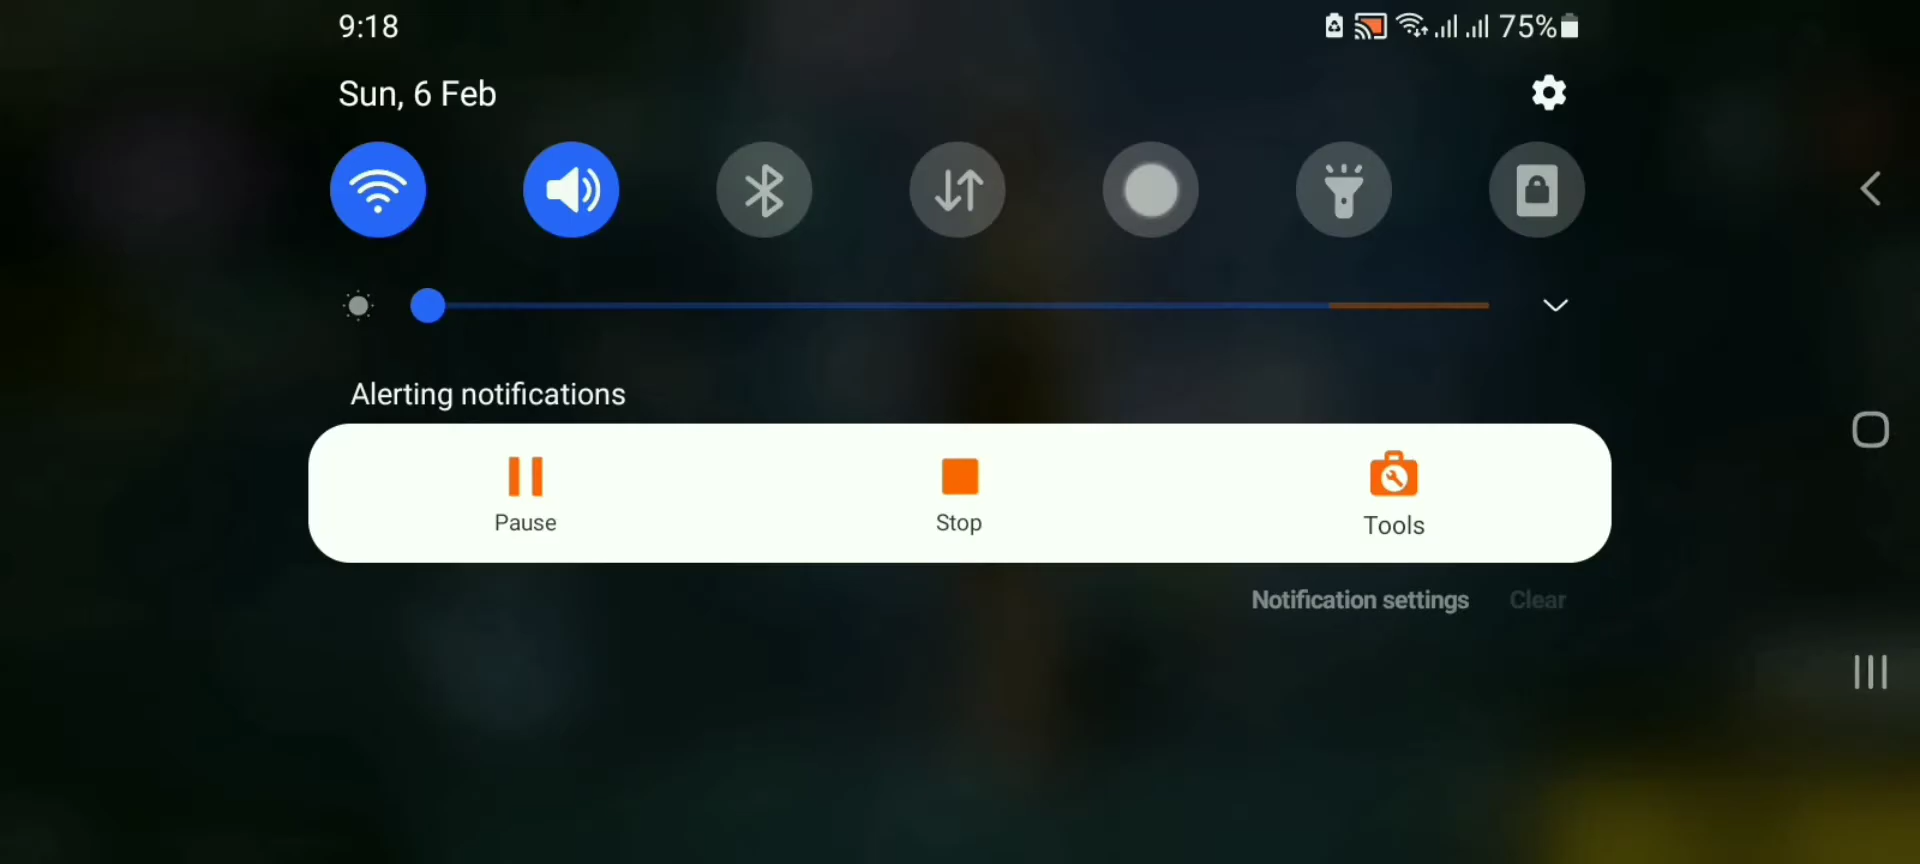 9:18
75%
Sun, 6 Feb
Alerting notifications
Pause
Stop
Tools
Notification settings
Clear